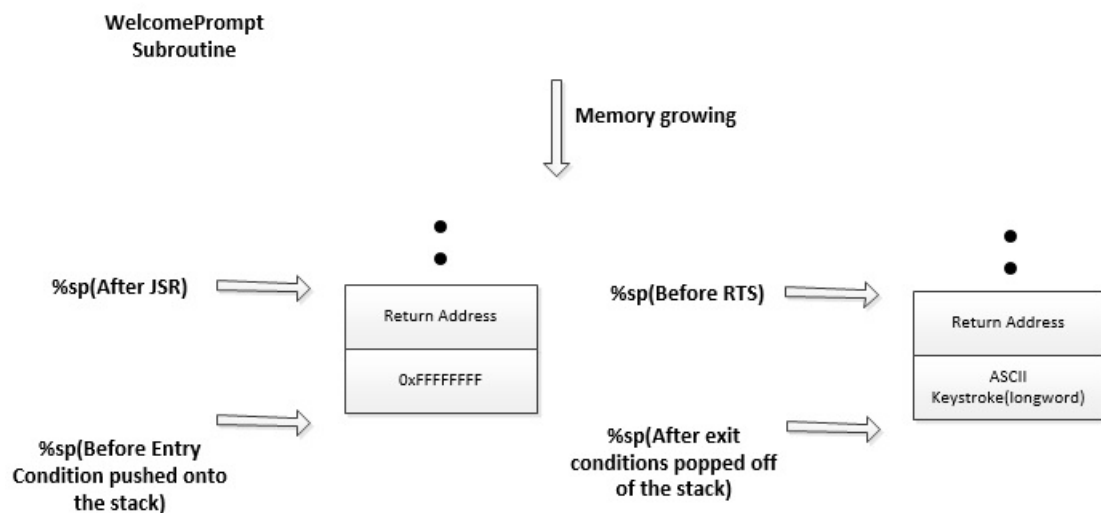 WelcomePrompt
Subroutine
Memory growing
%sp(After JSR)
Return Address
0xFFFFFFFF
%sp(Before Entry
Condition pushed onto
the stack)
%sp(Before RTS)
Return Address
ASCII
Keystroke(longword)
%sp(After exit
conditions popped off
of the stack)